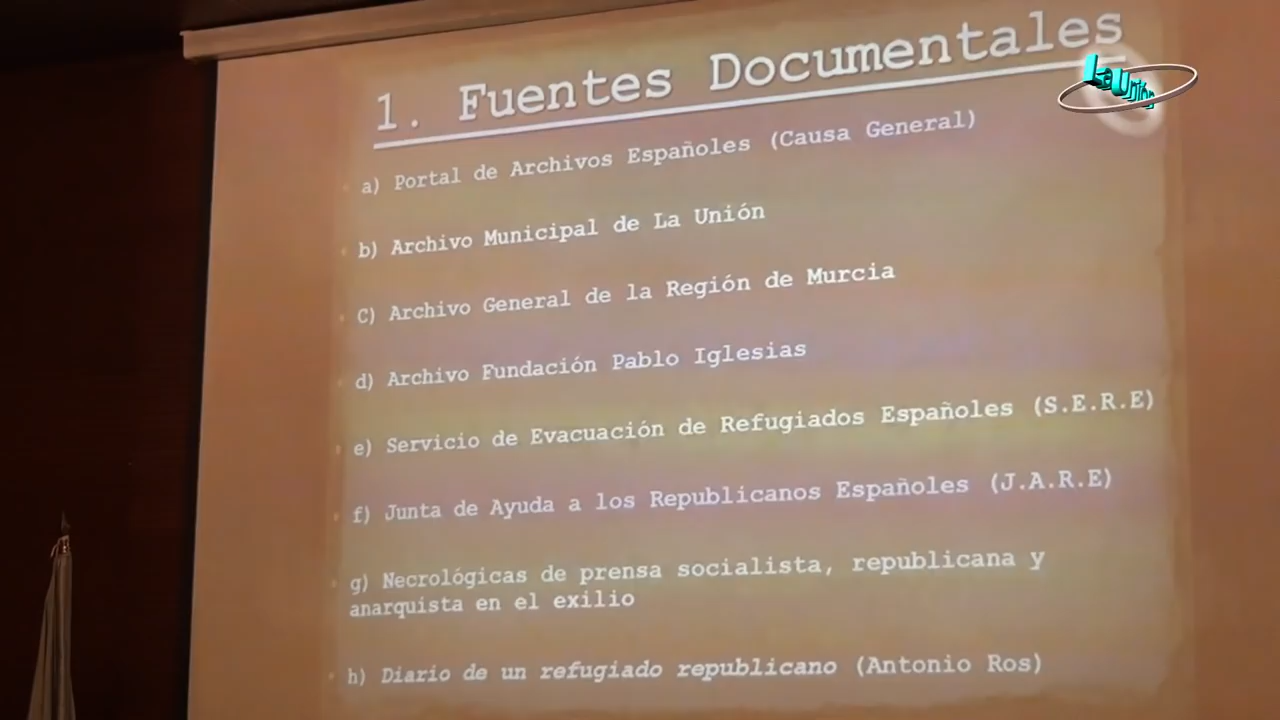 1. Fuentes Documentales
La Unión
a) Portal de Archivos Españoles (Causa General)
b) Archivo Municipal de La Unión
C) Archivo General de la Región de Murcia
d) Archivo Fundación Pablo Iglesias
e) Servicio de Evacuación de Refugiados Españoles (S.E.R.E)
f) Junta de Ayuda a los Republicanos Españoles (J.A.R.E)
g) Necrológicas de prensa socialista, republicana y
anarquista en el exilio
h) Diario de un refugiado republicano (Antonio Ros)